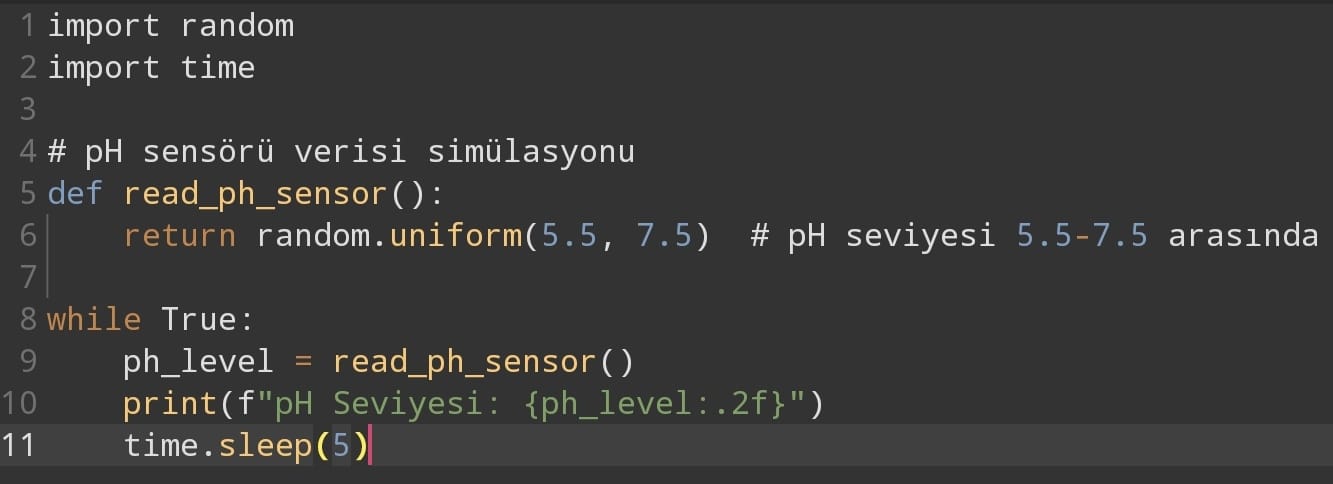 1 import random
2 import time
3
4 # pH sensörü verisi simülasyonu
5 def read_ph_sensor():
6     return random.uniform(5.5, 7.5)  # pH seviyesi 5.5-7.5 arasında
7
8 while True:
9     ph_level = read_ph_sensor()
10     print(f"pH Seviyesi: {ph_level:.2f}")
11     time.sleep(5)